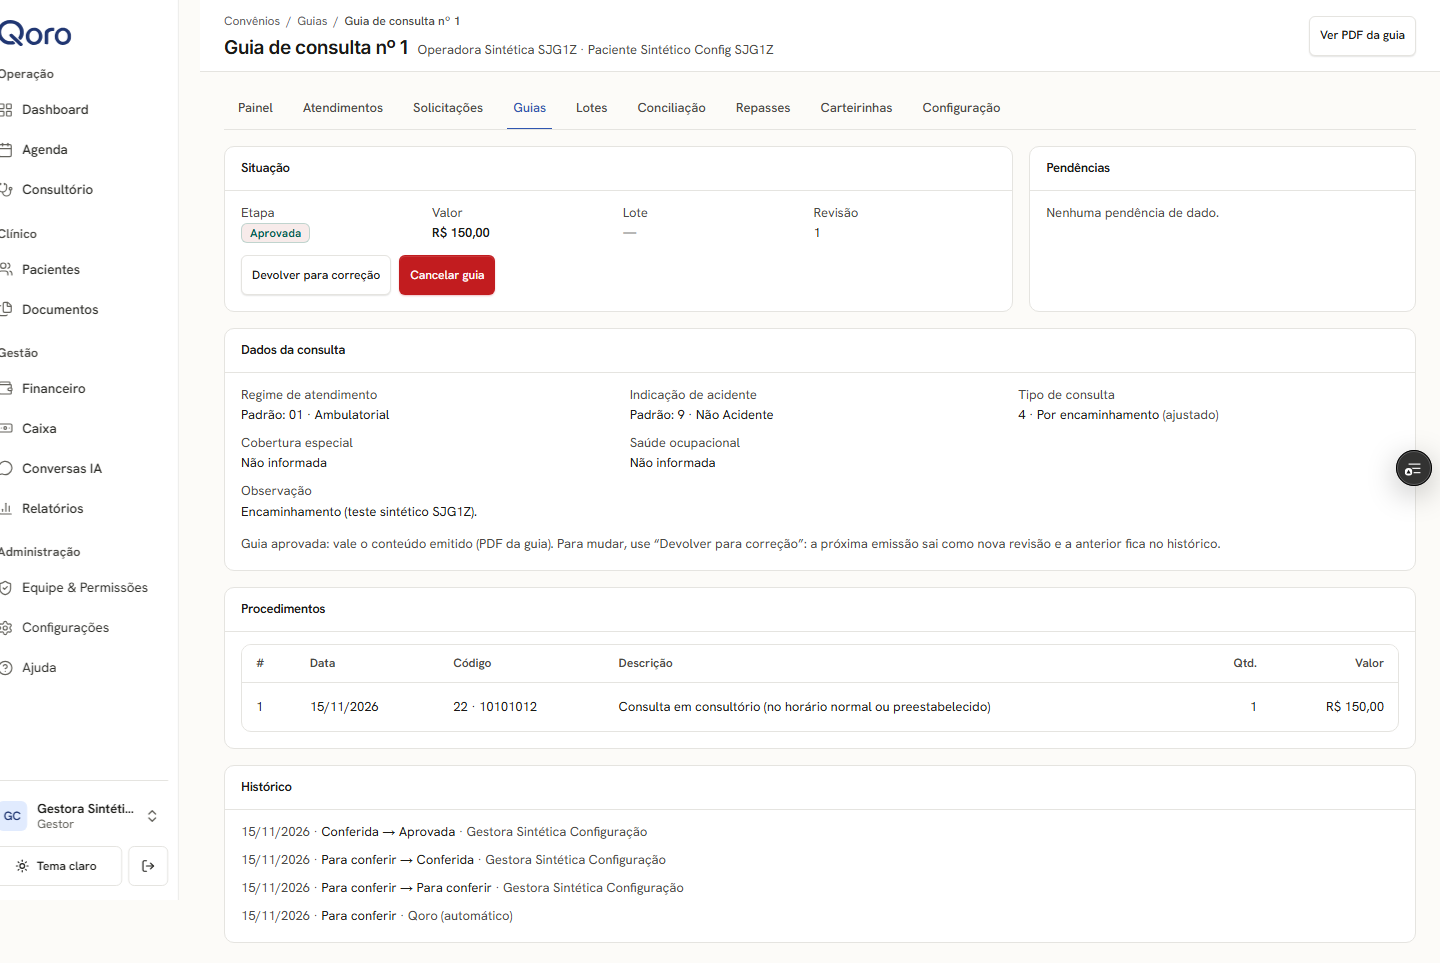 Qoro
Operação
Dashboard
Agenda
Consultório
Clínico
Pacientes
Documentos
Gestão
Financeiro
Caixa
Conversas IA
Relatórios
Administração
Equipe & Permissões
Configurações
Ajuda
GC
Gestora Sintéti...
Gestor
Tema claro
Convênios / Guias / Guia de consulta nº 1
Guia de consulta nº 1 Operadora Sintética SJG1Z · Paciente Sintético Config SJG1Z
Ver PDF da guia
Painel Atendimentos Solicitações Guias Lotes Conciliação Repasses Carteirinhas Configuração
Situação
Etapa Valor Lote Revisão
Aprovada R$ 150,00 — 1
Devolver para correção Cancelar guia
Pendências
Nenhuma pendência de dado.
Dados da consulta
Regime de atendimento Indicação de acidente Tipo de consulta
Padrão: 01 · Ambulatorial Padrão: 9 · Não Acidente 4 · Por encaminhamento (ajustado)
Cobertura especial Saúde ocupacional
Não informada Não informada
Observação
Encaminhamento (teste sintético SJG1Z).
Guia aprovada: vale o conteúdo emitido (PDF da guia). Para mudar, use “Devolver para correção”: a próxima emissão sai como nova revisão e a anterior fica no histórico.
Procedimentos
# Data Código Descrição Qtd. Valor
1 15/11/2026 22 · 10101012 Consulta em consultório (no horário normal ou preestabelecido) 1 R$ 150,00
Histórico
15/11/2026 · Conferida → Aprovada · Gestora Sintética Configuração
15/11/2026 · Para conferir → Conferida · Gestora Sintética Configuração
15/11/2026 · Para conferir → Para conferir · Gestora Sintética Configuração
15/11/2026 · Para conferir · Qoro (automático)